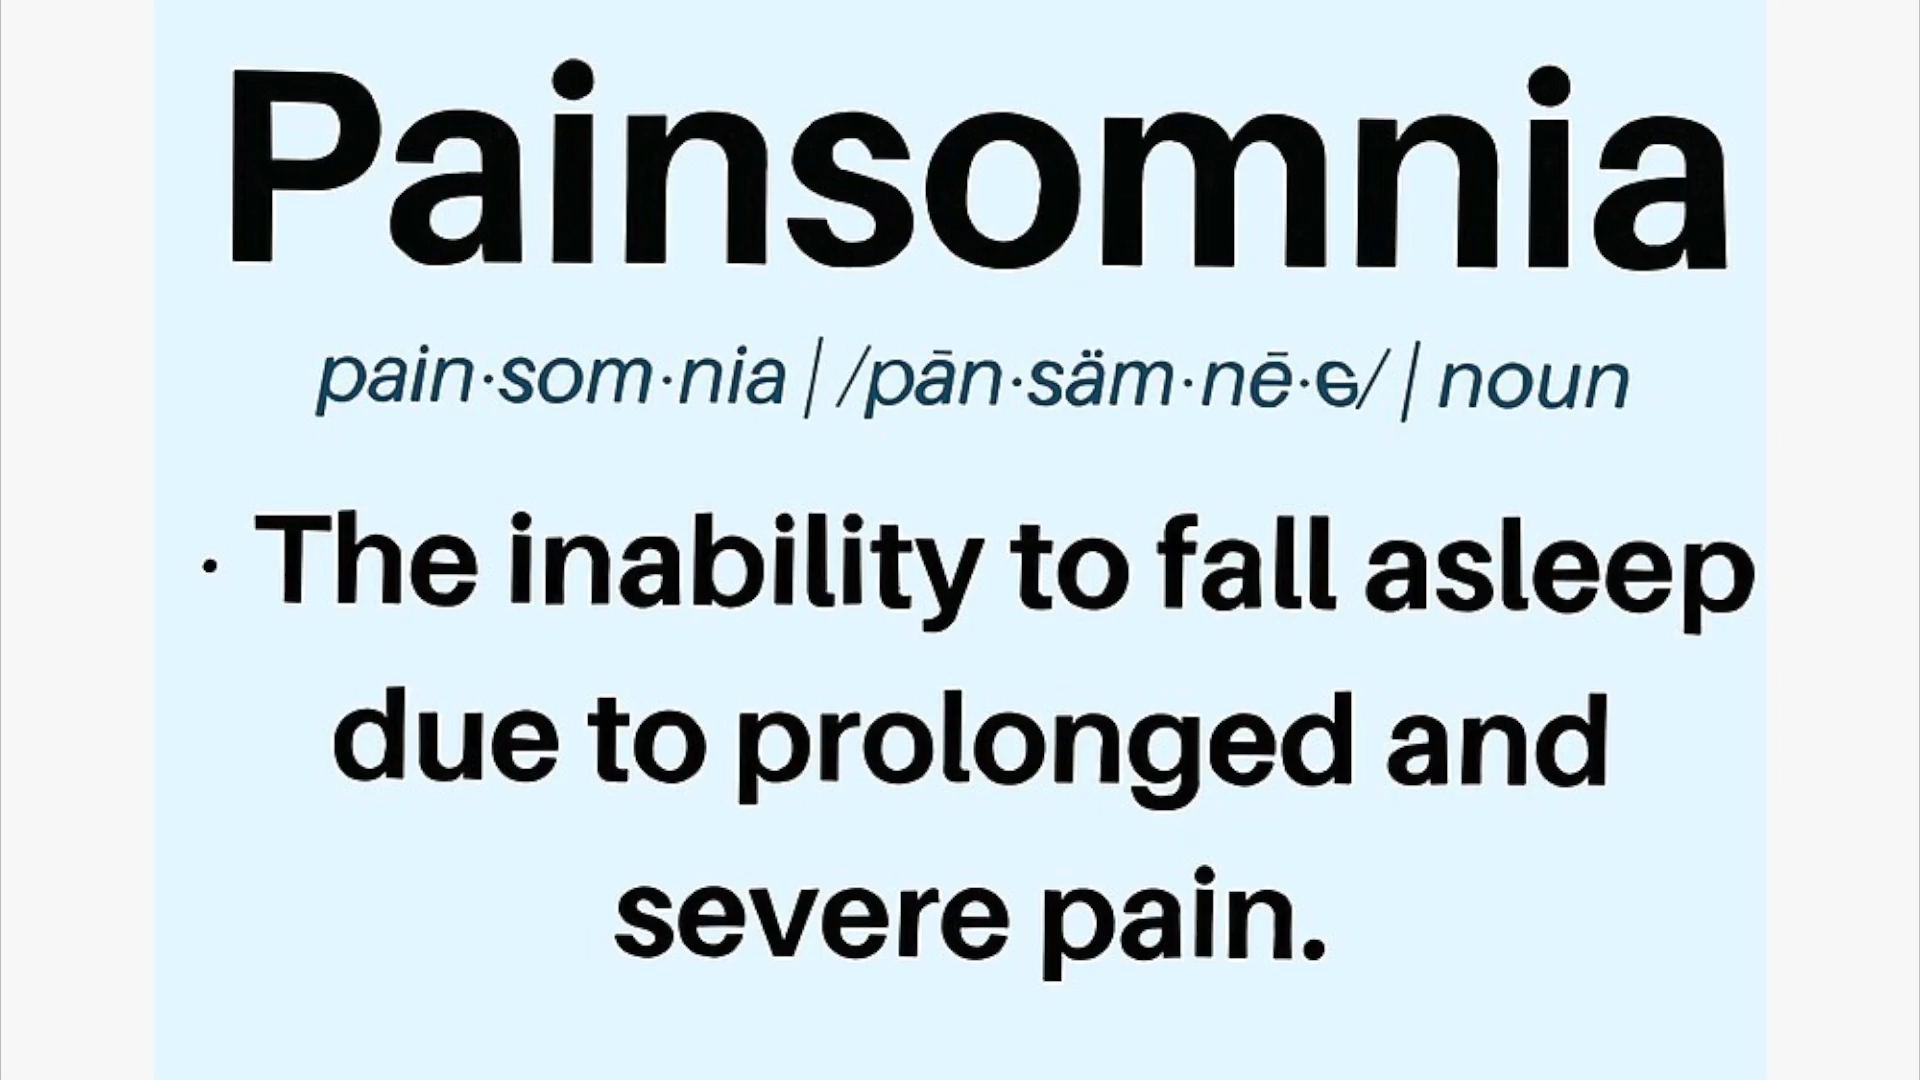 Painsomnia
pain·som·nia | /pān·säm·nē·ɘ/ | noun
· The inability to fall asleep
due to prolonged and
severe pain.